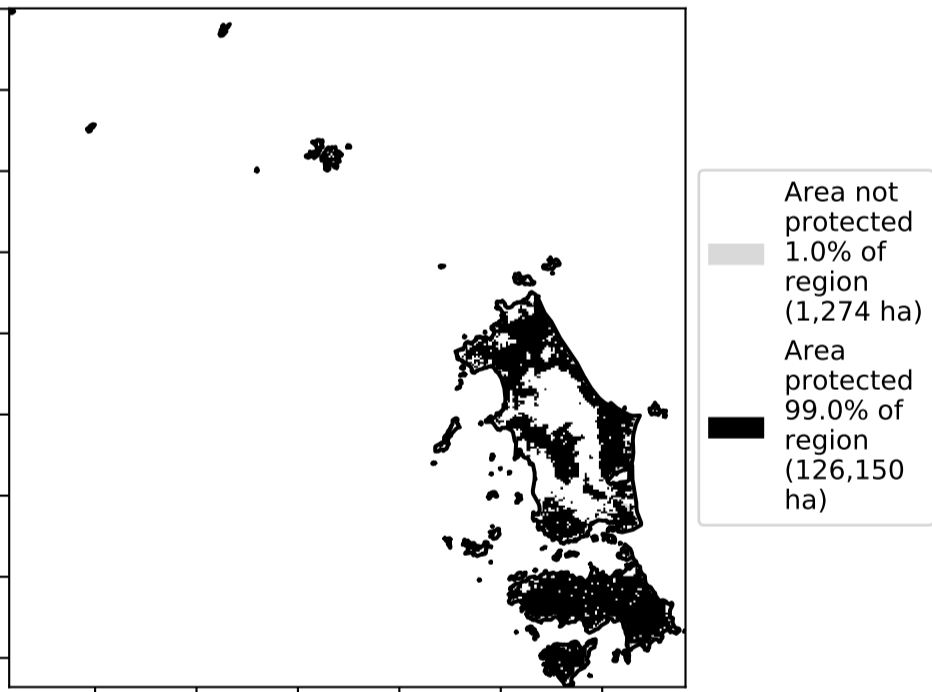 Area not
protected
1.0% of
region
(1,274 ha)
Area
protected
99.0% of
region
(126,150
ha)